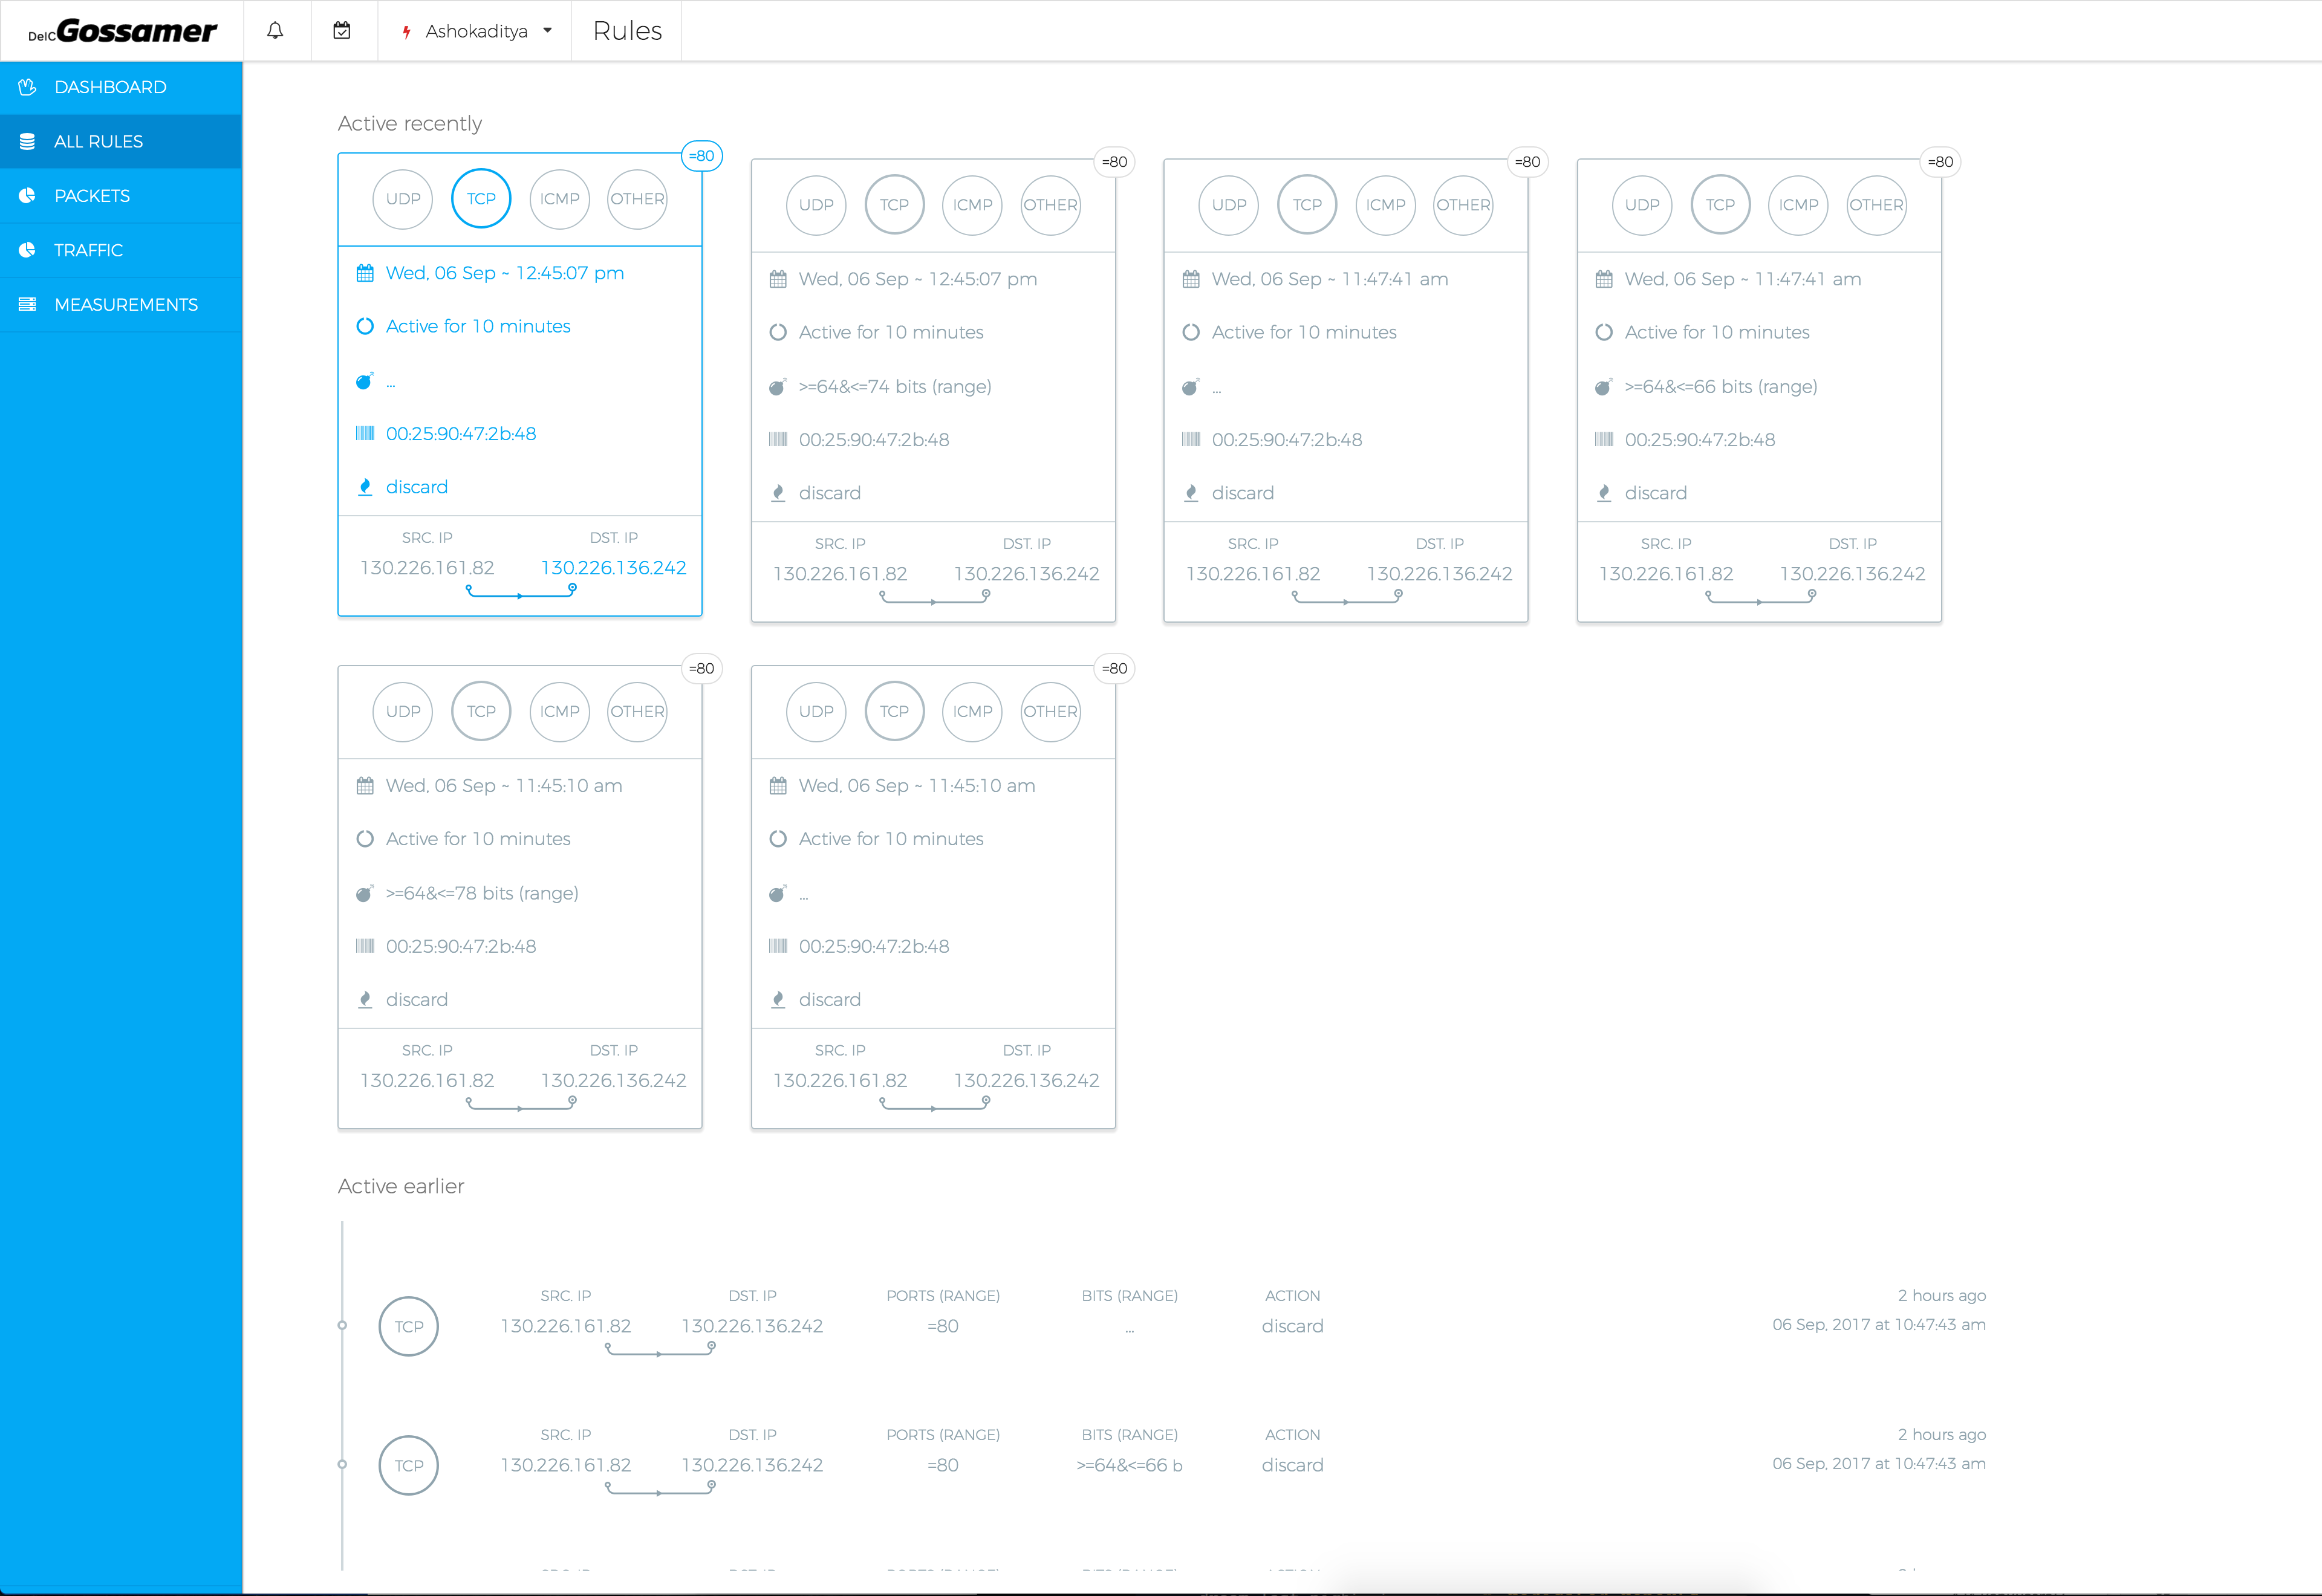 DeiC Gossamer
Ashokaditya
Rules
DASHBOARD
ALL RULES
PACKETS
TRAFFIC
MEASUREMENTS
Active recently
=80
UDP TCP ICMP OTHER
Wed, 06 Sep ~ 12:45:07 pm
Active for 10 minutes
...
00:25:90:47:2b:48
discard
SRC. IP DST. IP
130.226.161.82 130.226.136.242
=80
UDP TCP ICMP OTHER
Wed, 06 Sep ~ 12:45:07 pm
Active for 10 minutes
>=64&<=74 bits (range)
00:25:90:47:2b:48
discard
SRC. IP DST. IP
130.226.161.82 130.226.136.242
=80
UDP TCP ICMP OTHER
Wed, 06 Sep ~ 11:47:41 am
Active for 10 minutes
...
00:25:90:47:2b:48
discard
SRC. IP DST. IP
130.226.161.82 130.226.136.242
=80
UDP TCP ICMP OTHER
Wed, 06 Sep ~ 11:47:41 am
Active for 10 minutes
>=64&<=66 bits (range)
00:25:90:47:2b:48
discard
SRC. IP DST. IP
130.226.161.82 130.226.136.242
=80
UDP TCP ICMP OTHER
Wed, 06 Sep ~ 11:45:10 am
Active for 10 minutes
>=64&<=78 bits (range)
00:25:90:47:2b:48
discard
SRC. IP DST. IP
130.226.161.82 130.226.136.242
=80
UDP TCP ICMP OTHER
Wed, 06 Sep ~ 11:45:10 am
Active for 10 minutes
...
00:25:90:47:2b:48
discard
SRC. IP DST. IP
130.226.161.82 130.226.136.242
Active earlier
SRC. IP DST. IP PORTS (RANGE) BITS (RANGE) ACTION 2 hours ago
TCP 130.226.161.82 130.226.136.242 =80 ... discard 06 Sep, 2017 at 10:47:43 am
SRC. IP DST. IP PORTS (RANGE) BITS (RANGE) ACTION 2 hours ago
TCP 130.226.161.82 130.226.136.242 =80 >=64&<=66 b discard 06 Sep, 2017 at 10:47:43 am